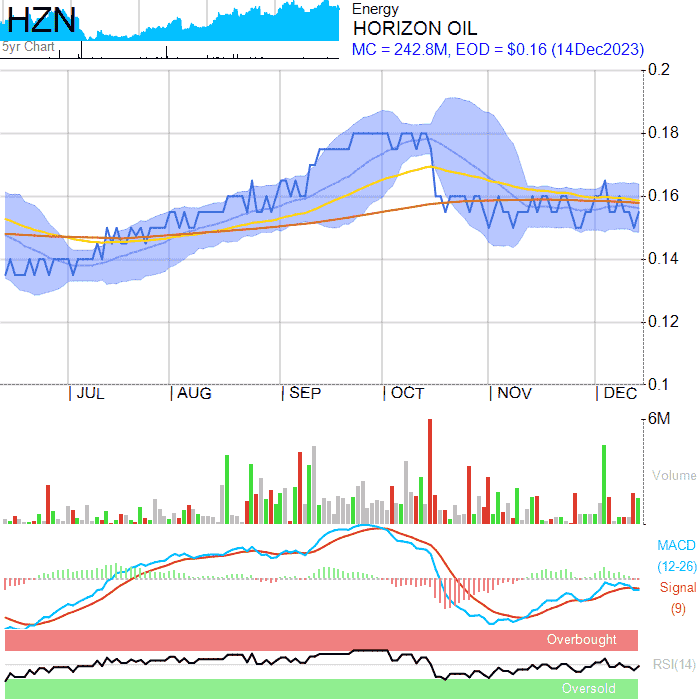 HZN
5yr Chart
Energy
HORIZON OIL
MC = 242.8M, EOD = $0.16 (14Dec2023)
0.2
0.18
0.16
0.14
0.12
0.1
JUL AUG SEP OCT NOV DEC
6M
Volume
MACD
(12-26)
Signal
(9)
Overbought
RSI(14)
Oversold